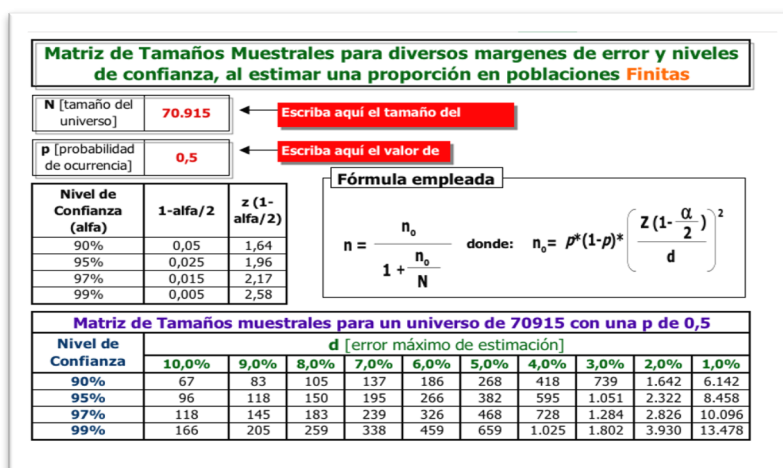 Matriz de Tamaños Muestrales para diversos margenes de error y niveles
de confianza, al estimar una proporción en poblaciones Finitas
N [tamaño del
universo]
70.915
Escriba aquí el tamaño del
p [probabilidad
de ocurrencia]
0,5
Escriba aquí el valor de
Nivel de
Confianza
(alfa)
1-alfa/2
z (1-
alfa/2)
90% 0,05 1,64
95% 0,025 1,96
97% 0,015 2,17
99% 0,005 2,58
Fórmula empleada
n = n₀ / (1 + n₀/N) donde: n₀= p*(1-p)* (Z (1- α/2) / d)²
Matriz de Tamaños muestrales para un universo de 70915 con una p de 0,5
Nivel de
Confianza
d [error máximo de estimación]
10,0% 9,0% 8,0% 7,0% 6,0% 5,0% 4,0% 3,0% 2,0% 1,0%
90% 67 83 105 137 186 268 418 739 1.642 6.142
95% 96 118 150 195 266 382 595 1.051 2.322 8.458
97% 118 145 183 239 326 468 728 1.284 2.826 10.096
99% 166 205 259 338 459 659 1.025 1.802 3.930 13.478